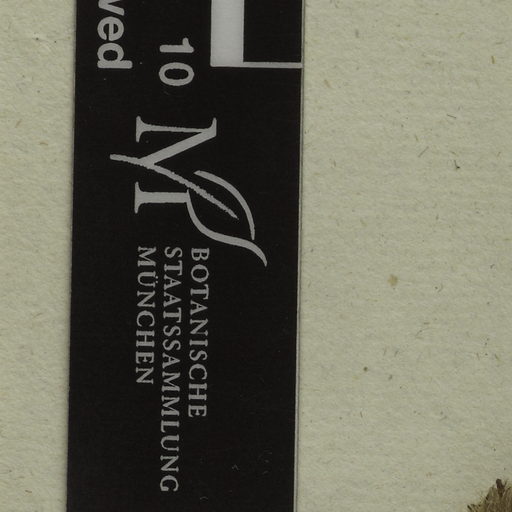 10
ved
BOTANISCHE
STAATSSAMMLUNG
MÜNCHEN